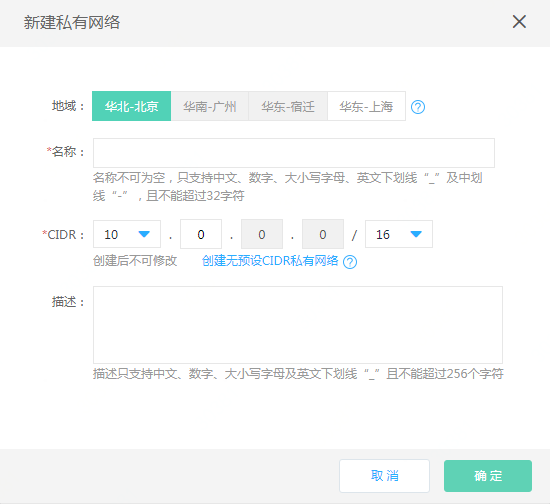 新建私有网络
地域： 华北-北京 华南-广州 华东-宿迁 华东-上海 ?
*名称：
名称不可为空，只支持中文、数字、大小写字母、英文下划线“_”及中划
线“-”，且不能超过32字符
*CIDR： 10 . 0 . 0 . 0 / 16
创建后不可修改 创建无预设CIDR私有网络 ?
描述：
描述只支持中文、数字、大小写字母及英文下划线“_”且不能超过256个字符
取消 确定